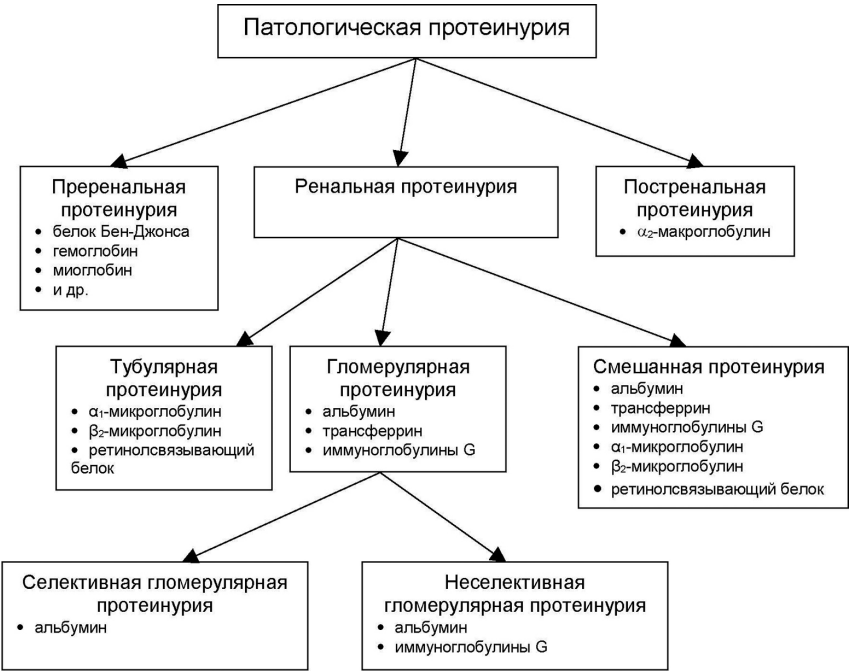 Патологическая протеинурия
Преренальная
протеинурия
• белок Бен-Джонса
• гемоглобин
• миоглобин
• и др.
Ренальная протеинурия
Постренальная
протеинурия
• α₂-макроглобулин
Тубулярная
протеинурия
• α₁-микроглобулин
• β₂-микроглобулин
• ретинолсвязывающий
белок
Гломерулярная
протеинурия
• альбумин
• трансферрин
• иммуноглобулины G
Смешанная протеинурия
• альбумин
• трансферрин
• иммуноглобулины G
• α₁-микроглобулин
• β₂-микроглобулин
• ретинолсвязывающий белок
Селективная гломерулярная
протеинурия
• альбумин
Неселективная
гломерулярная протеинурия
• альбумин
• иммуноглобулины G